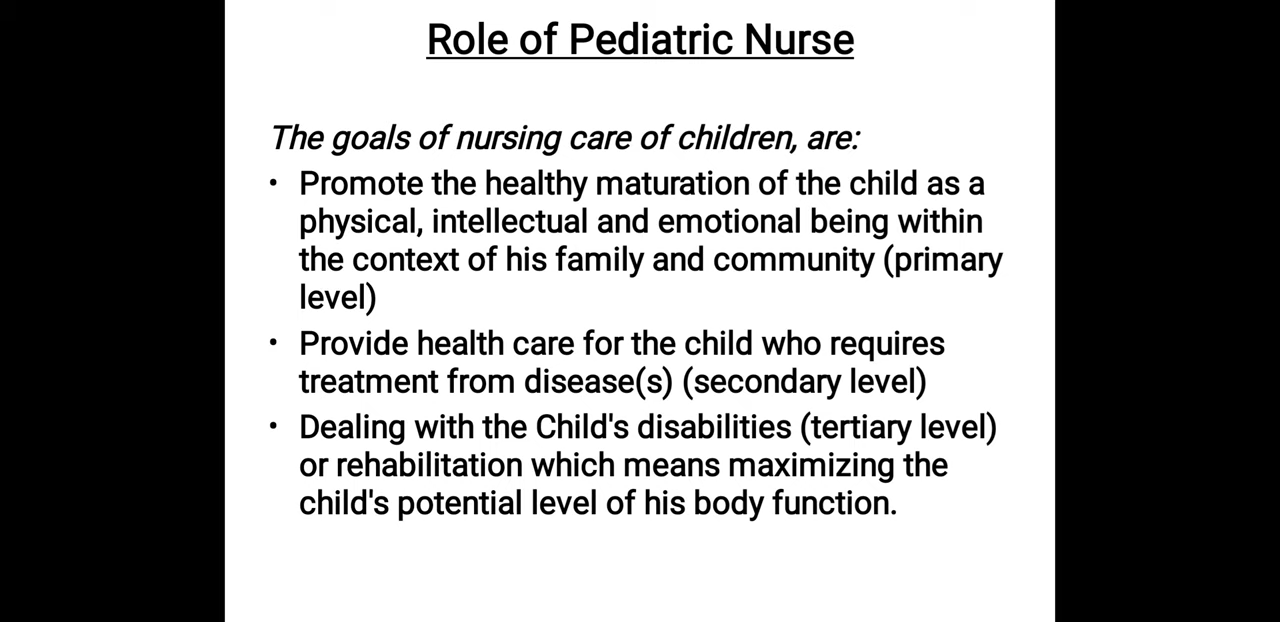 Role of Pediatric Nurse
The goals of nursing care of children, are:
• Promote the healthy maturation of the child as a
physical, intellectual and emotional being within
the context of his family and community (primary
level)
• Provide health care for the child who requires
treatment from disease(s) (secondary level)
• Dealing with the Child's disabilities (tertiary level)
or rehabilitation which means maximizing the
child's potential level of his body function.